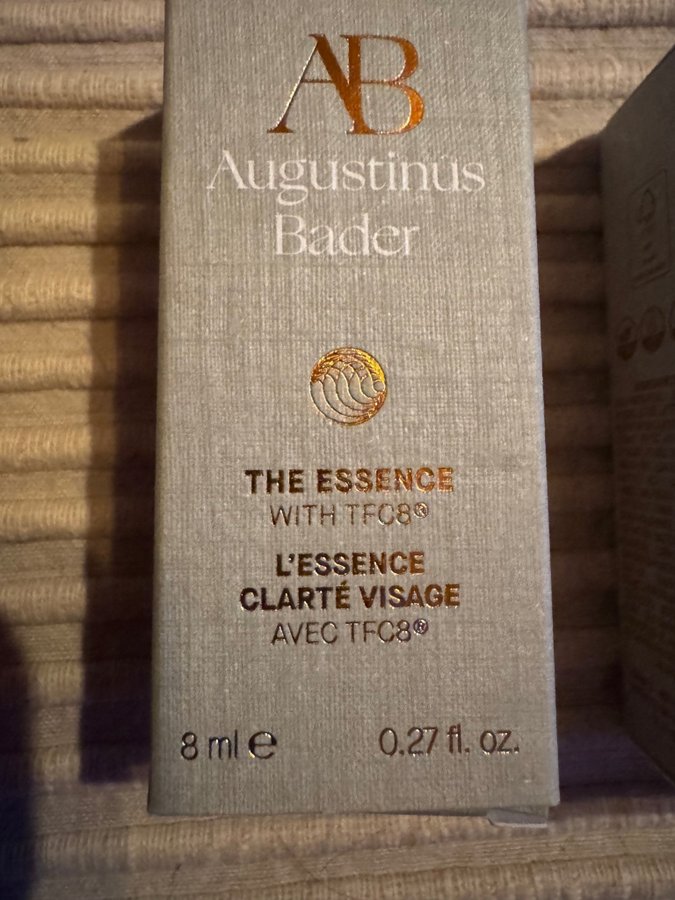 AB
Augustinus
Bader
THE ESSENCE
WITH TFC8®
L'ESSENCE
CLARTÉ VISAGE
AVEC TFC8®
8 ml ℮
0.27 fl. oz.